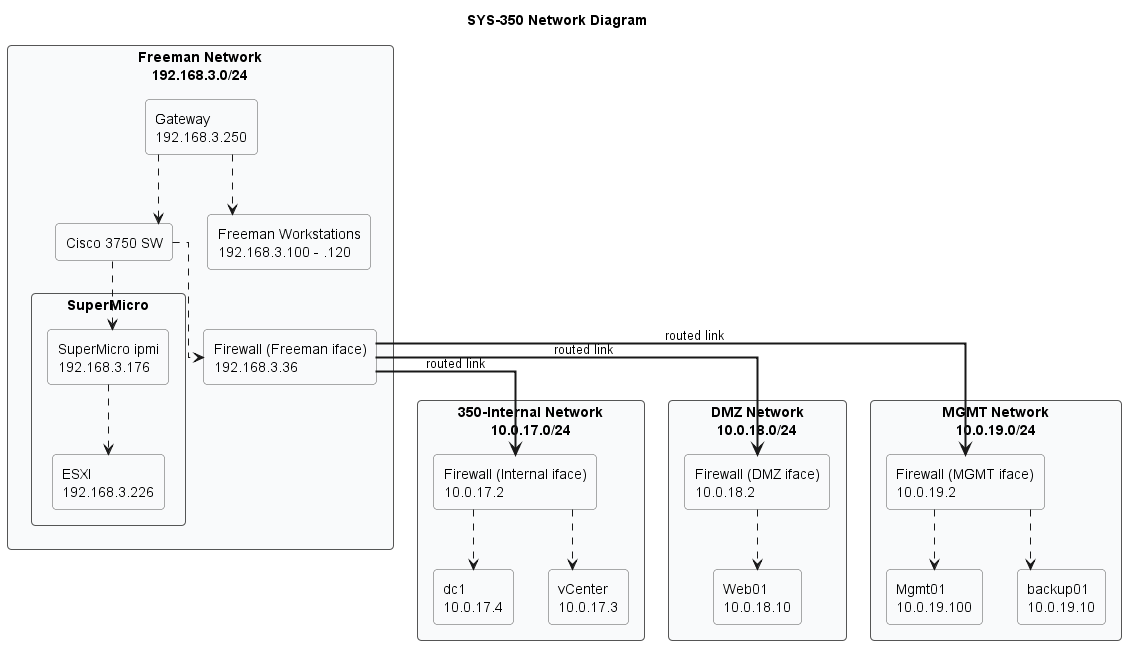 SYS-350 Network Diagram
Freeman Network
192.168.3.0/24
Gateway
192.168.3.250
Cisco 3750 SW
Freeman Workstations
192.168.3.100 - .120
SuperMicro
SuperMicro ipmi
192.168.3.176
ESXI
192.168.3.226
Firewall (Freeman iface)
192.168.3.36
routed link
routed link
routed link
350-Internal Network
10.0.17.0/24
Firewall (Internal iface)
10.0.17.2
dc1
10.0.17.4
vCenter
10.0.17.3
DMZ Network
10.0.18.0/24
Firewall (DMZ iface)
10.0.18.2
Web01
10.0.18.10
MGMT Network
10.0.19.0/24
Firewall (MGMT iface)
10.0.19.2
Mgmt01
10.0.19.100
backup01
10.0.19.10